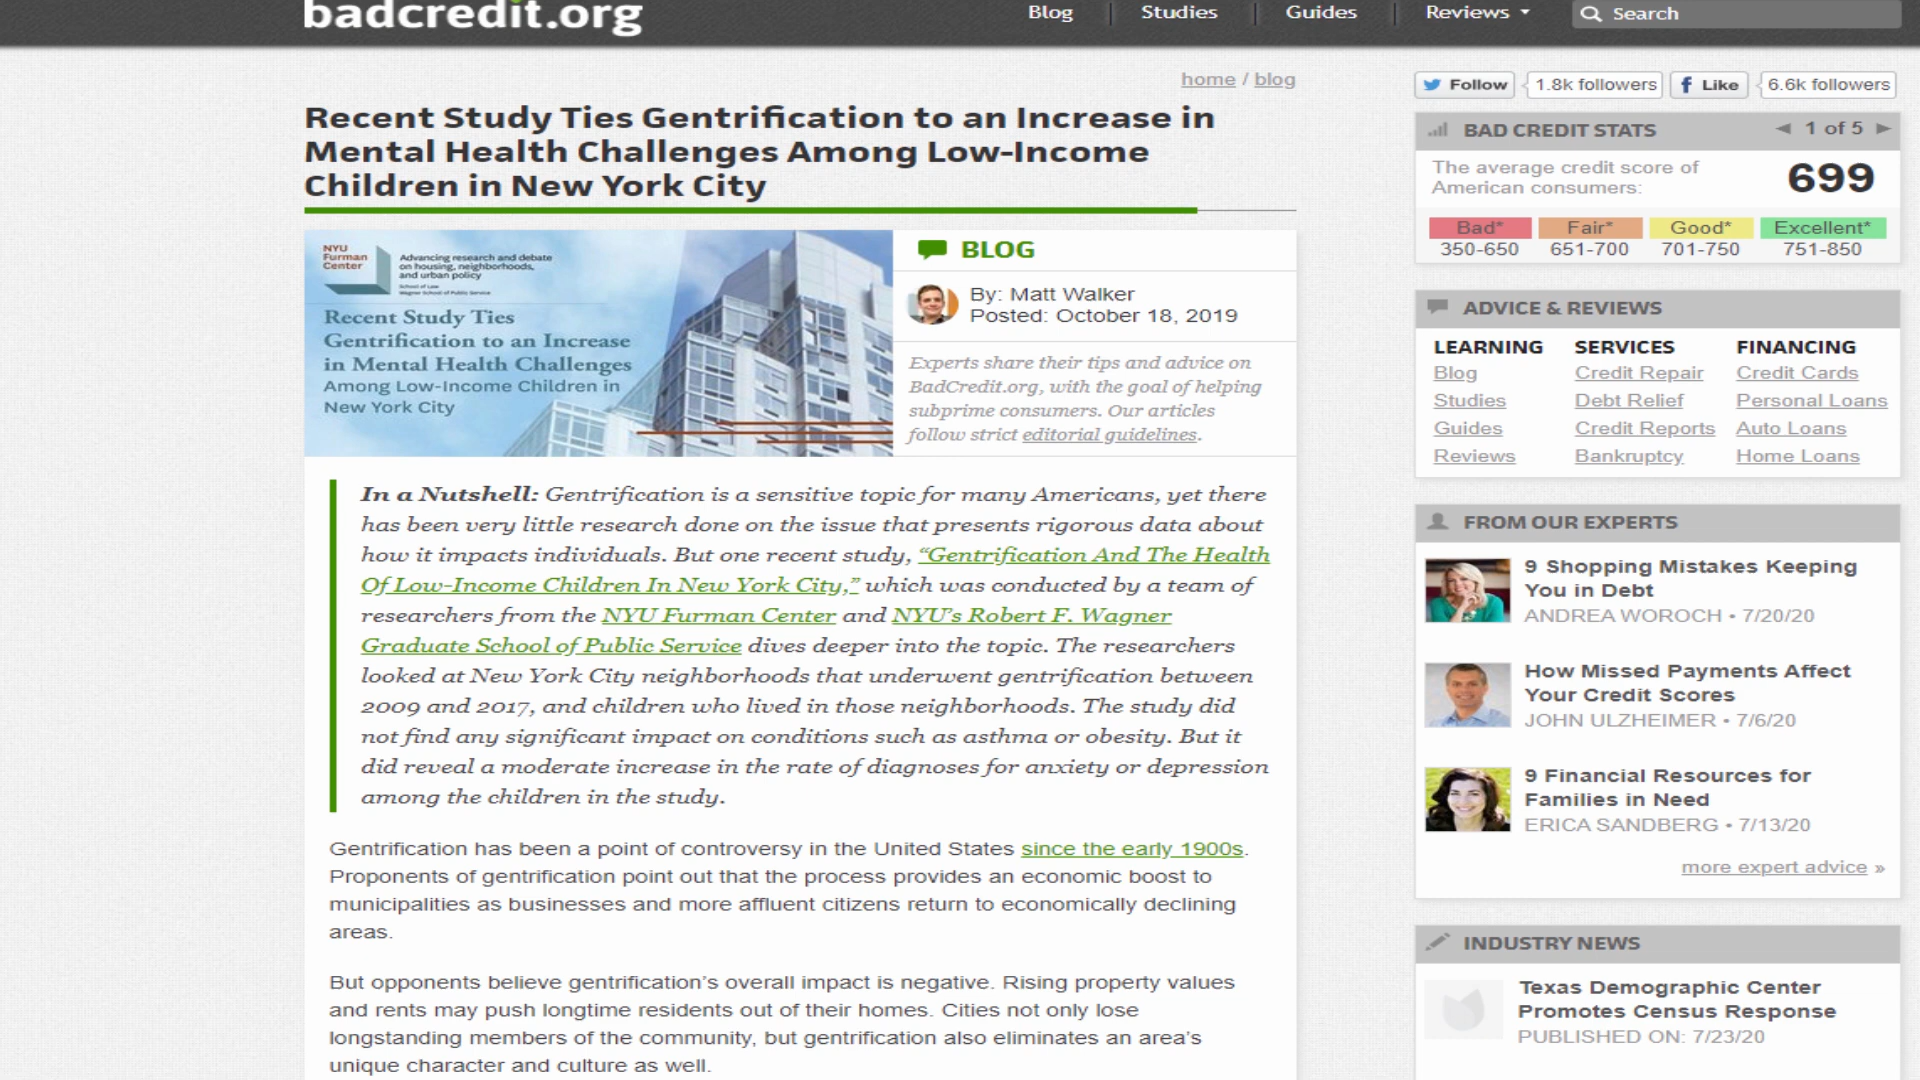 badcredit.org
Blog
Studies
Guides
Reviews
Search
home / blog
Recent Study Ties Gentrification to an Increase in
Mental Health Challenges Among Low-Income
Children in New York City
NYU
Furman
Center
Advancing research and debate
on housing, neighborhoods,
and urban policy
School of Law
Wagner School of Public Service
Recent Study Ties
Gentrification to an Increase
in Mental Health Challenges
Among Low-Income Children in
New York City
BLOG
By: Matt Walker
Posted: October 18, 2019
Experts share their tips and advice on
BadCredit.org, with the goal of helping
subprime consumers. Our articles
follow strict editorial guidelines.
In a Nutshell: Gentrification is a sensitive topic for many Americans, yet there
has been very little research done on the issue that presents rigorous data about
how it impacts individuals. But one recent study, “Gentrification And The Health
Of Low-Income Children In New York City,” which was conducted by a team of
researchers from the NYU Furman Center and NYU’s Robert F. Wagner
Graduate School of Public Service dives deeper into the topic. The researchers
looked at New York City neighborhoods that underwent gentrification between
2009 and 2017, and children who lived in those neighborhoods. The study did
not find any significant impact on conditions such as asthma or obesity. But it
did reveal a moderate increase in the rate of diagnoses for anxiety or depression
among the children in the study.
Gentrification has been a point of controversy in the United States since the early 1900s.
Proponents of gentrification point out that the process provides an economic boost to
municipalities as businesses and more affluent citizens return to economically declining
areas.
But opponents believe gentrification’s overall impact is negative. Rising property values
and rents may push longtime residents out of their homes. Cities not only lose
longstanding members of the community, but gentrification also eliminates an area’s
unique character and culture as well.
Follow
1.8k followers
Like
6.6k followers
BAD CREDIT STATS
1 of 5
The average credit score of
American consumers:
699
Bad* Fair* Good* Excellent*
350-650 651-700 701-750 751-850
ADVICE & REVIEWS
LEARNING SERVICES FINANCING
Blog Credit Repair Credit Cards
Studies Debt Relief Personal Loans
Guides Credit Reports Auto Loans
Reviews Bankruptcy Home Loans
FROM OUR EXPERTS
9 Shopping Mistakes Keeping
You in Debt
ANDREA WOROCH • 7/20/20
How Missed Payments Affect
Your Credit Scores
JOHN ULZHEIMER • 7/6/20
9 Financial Resources for
Families in Need
ERICA SANDBERG • 7/13/20
more expert advice »
INDUSTRY NEWS
Texas Demographic Center
Promotes Census Response
PUBLISHED ON: 7/23/20